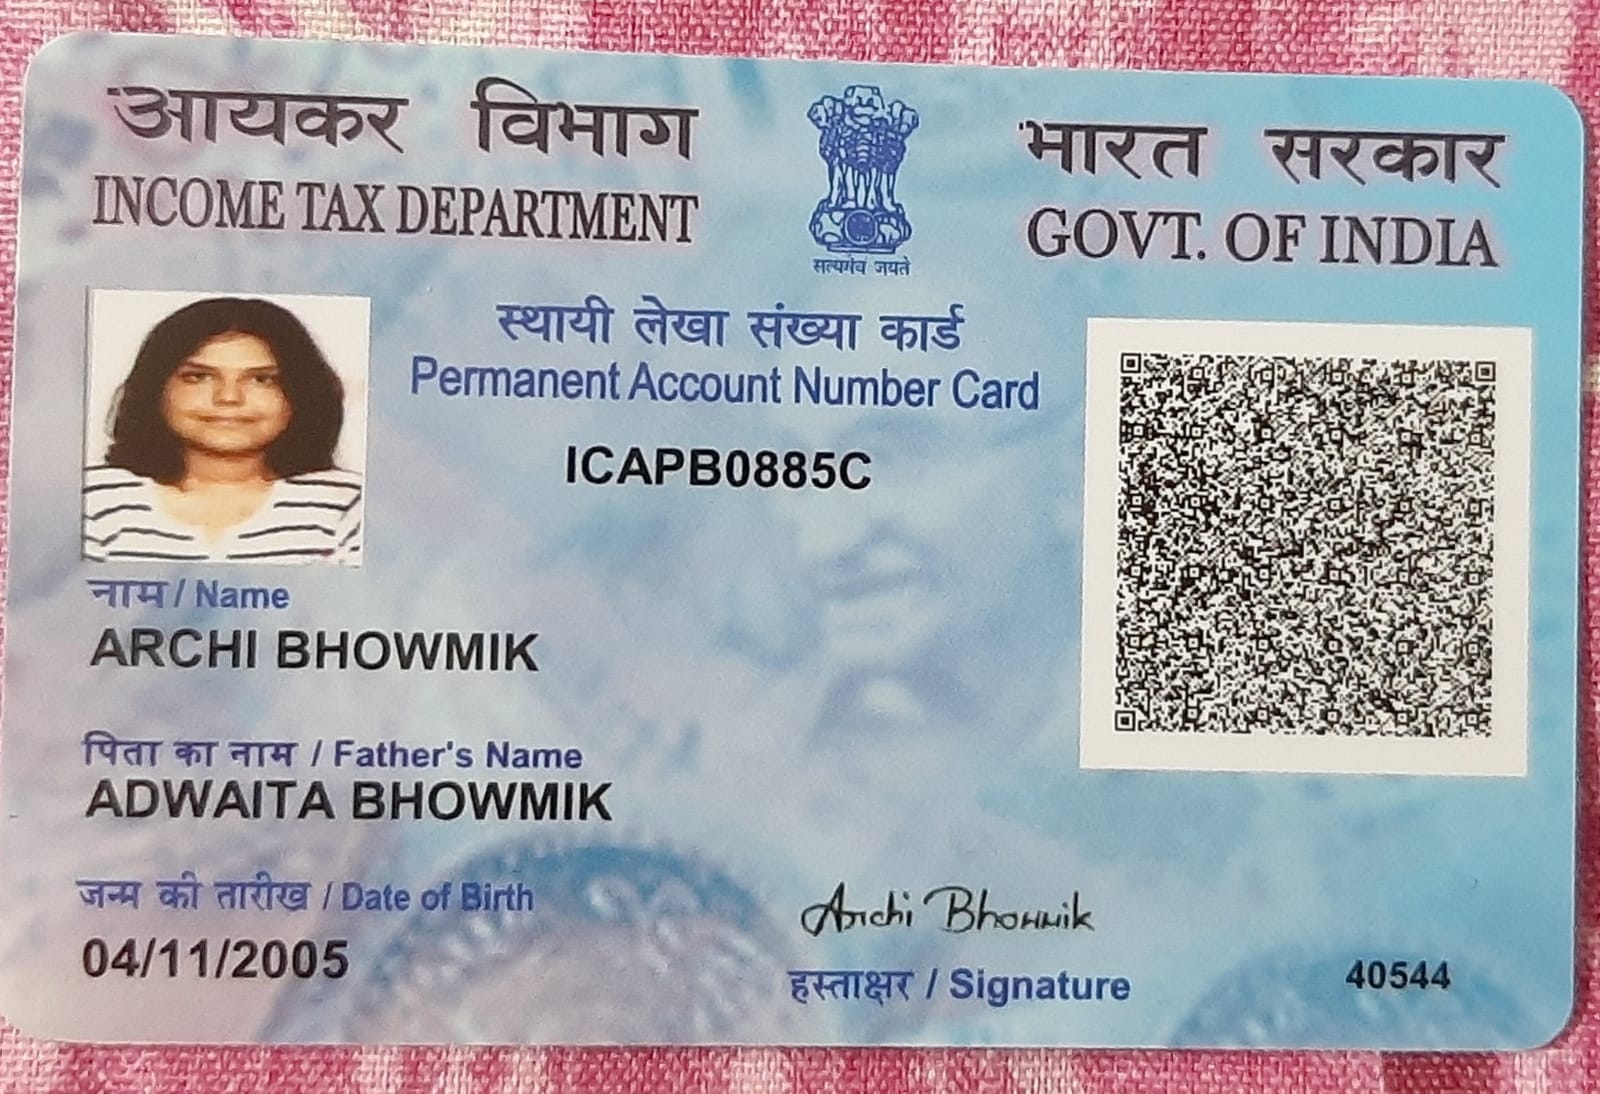 आयकर विभाग
INCOME TAX DEPARTMENT
सत्यमेव जयते
भारत सरकार
GOVT. OF INDIA
स्थायी लेखा संख्या कार्ड
Permanent Account Number Card
ICAPB0885C
नाम / Name
ARCHI BHOWMIK
पिता का नाम / Father's Name
ADWAITA BHOWMIK
जन्म की तारीख / Date of Birth
04/11/2005
Archi Bhowmik
हस्ताक्षर / Signature
40544